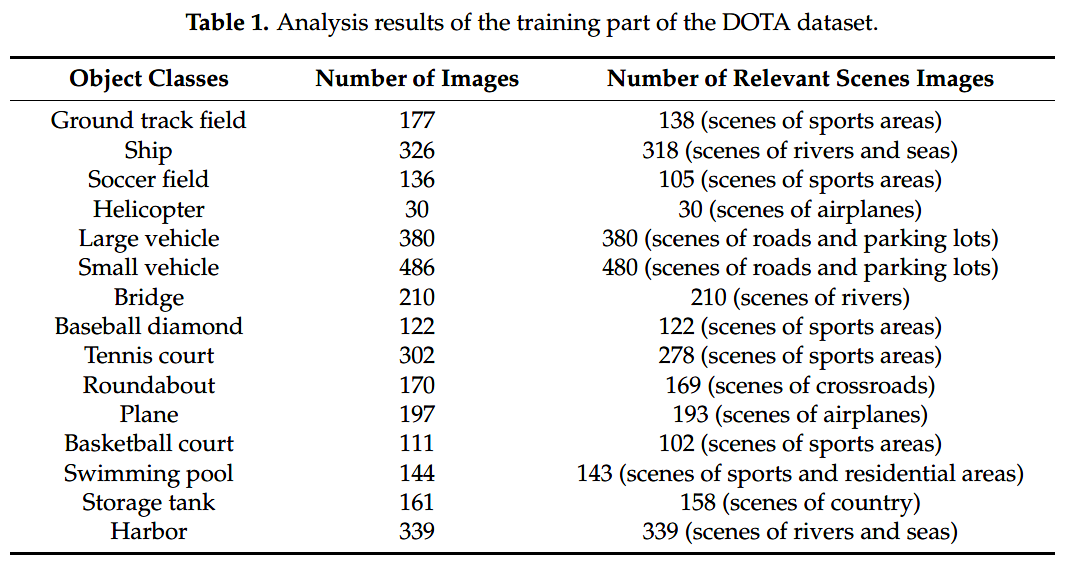 Table 1. Analysis results of the training part of the DOTA dataset.
Object Classes Number of Images Number of Relevant Scenes Images
Ground track field 177 138 (scenes of sports areas)
Ship 326 318 (scenes of rivers and seas)
Soccer field 136 105 (scenes of sports areas)
Helicopter 30 30 (scenes of airplanes)
Large vehicle 380 380 (scenes of roads and parking lots)
Small vehicle 486 480 (scenes of roads and parking lots)
Bridge 210 210 (scenes of rivers)
Baseball diamond 122 122 (scenes of sports areas)
Tennis court 302 278 (scenes of sports areas)
Roundabout 170 169 (scenes of crossroads)
Plane 197 193 (scenes of airplanes)
Basketball court 111 102 (scenes of sports areas)
Swimming pool 144 143 (scenes of sports and residential areas)
Storage tank 161 158 (scenes of country)
Harbor 339 339 (scenes of rivers and seas)